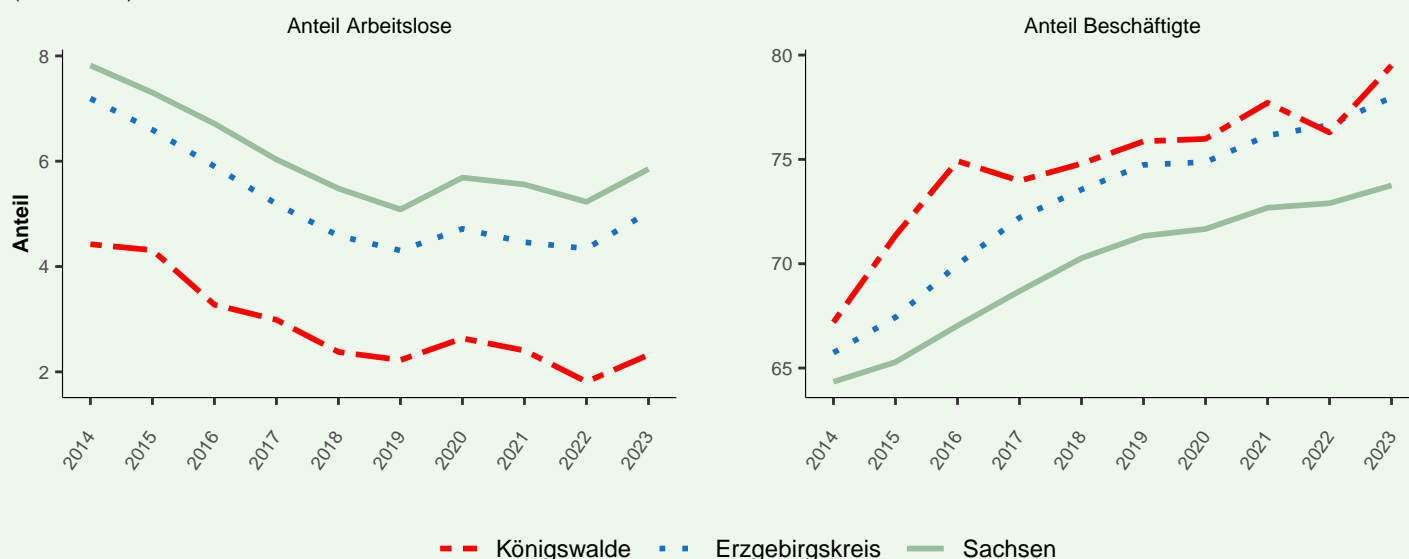 Anteil Arbeitslose
Anteil Beschäftigte
Anteil
8
6
4
2
2014 2015 2016 2017 2018 2019 2020 2021 2022 2023
80
75
70
65
2014 2015 2016 2017 2018 2019 2020 2021 2022 2023
Königswalde Erzgebirgskreis Sachsen